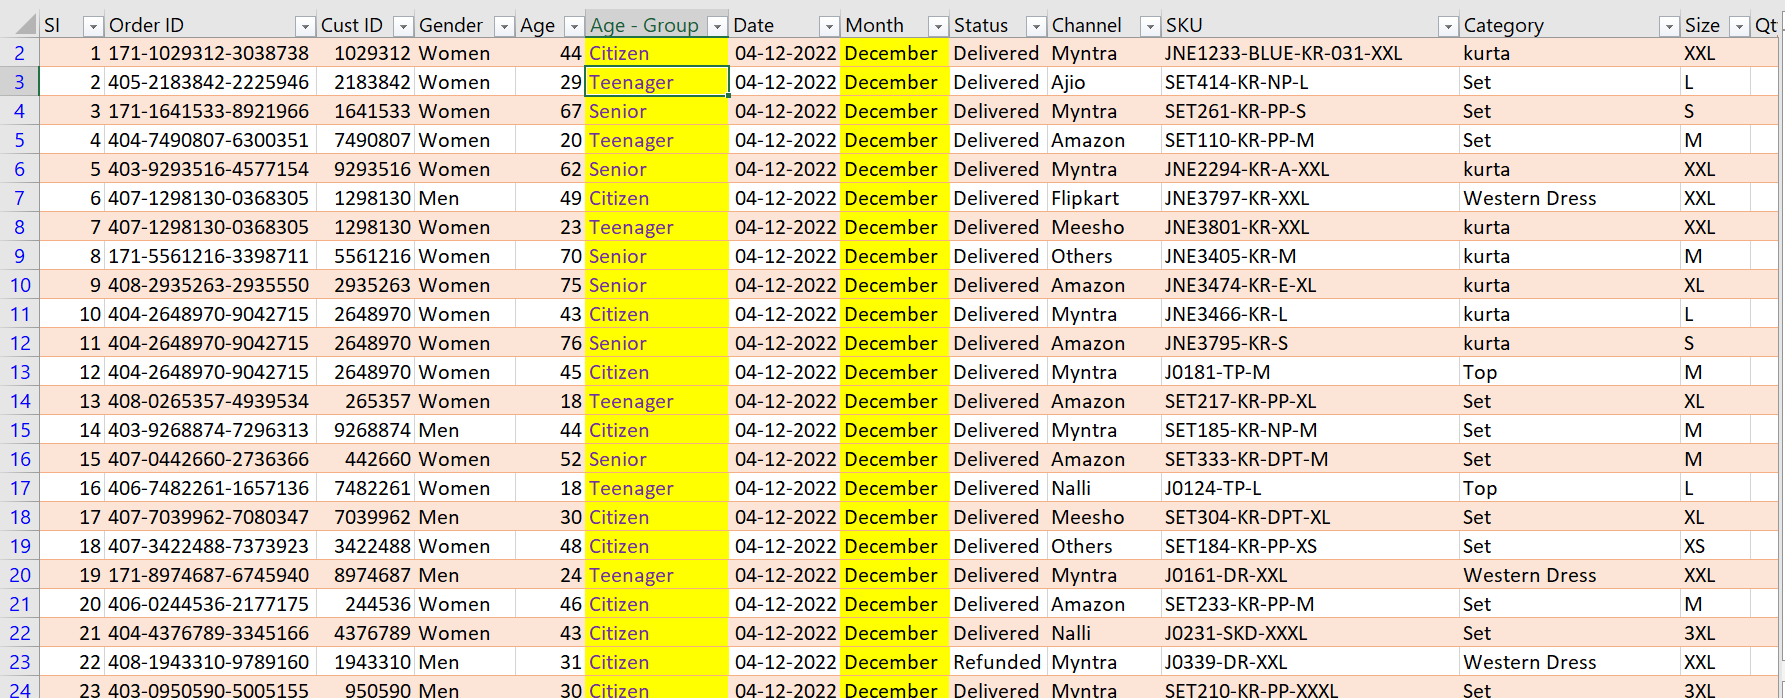 SI Order ID Cust ID Gender Age Age - Group Date Month Status Channel SKU Category Size Qt
2 1 171-1029312-3038738 1029312 Women 44 Citizen 04-12-2022 December Delivered Myntra JNE1233-BLUE-KR-031-XXL kurta XXL
3 2 405-2183842-2225946 2183842 Women 29 Teenager 04-12-2022 December Delivered Ajio SET414-KR-NP-L Set L
4 3 171-1641533-8921966 1641533 Women 67 Senior 04-12-2022 December Delivered Myntra SET261-KR-PP-S Set S
5 4 404-7490807-6300351 7490807 Women 20 Teenager 04-12-2022 December Delivered Amazon SET110-KR-PP-M Set M
6 5 403-9293516-4577154 9293516 Women 62 Senior 04-12-2022 December Delivered Myntra JNE2294-KR-A-XXL kurta XXL
7 6 407-1298130-0368305 1298130 Men 49 Citizen 04-12-2022 December Delivered Flipkart JNE3797-KR-XXL Western Dress XXL
8 7 407-1298130-0368305 1298130 Women 23 Teenager 04-12-2022 December Delivered Meesho JNE3801-KR-XXL kurta XXL
9 8 171-5561216-3398711 5561216 Women 70 Senior 04-12-2022 December Delivered Others JNE3405-KR-M kurta M
10 9 408-2935263-2935550 2935263 Women 75 Senior 04-12-2022 December Delivered Amazon JNE3474-KR-E-XL kurta XL
11 10 404-2648970-9042715 2648970 Women 43 Citizen 04-12-2022 December Delivered Myntra JNE3466-KR-L kurta L
12 11 404-2648970-9042715 2648970 Women 76 Senior 04-12-2022 December Delivered Amazon JNE3795-KR-S kurta S
13 12 404-2648970-9042715 2648970 Women 45 Citizen 04-12-2022 December Delivered Myntra J0181-TP-M Top M
14 13 408-0265357-4939534 265357 Women 18 Teenager 04-12-2022 December Delivered Amazon SET217-KR-PP-XL Set XL
15 14 403-9268874-7296313 9268874 Men 44 Citizen 04-12-2022 December Delivered Myntra SET185-KR-NP-M Set M
16 15 407-0442660-2736366 442660 Women 52 Senior 04-12-2022 December Delivered Amazon SET333-KR-DPT-M Set M
17 16 406-7482261-1657136 7482261 Women 18 Teenager 04-12-2022 December Delivered Nalli J0124-TP-L Top L
18 17 407-7039962-7080347 7039962 Men 30 Citizen 04-12-2022 December Delivered Meesho SET304-KR-DPT-XL Set XL
19 18 407-3422488-7373923 3422488 Women 48 Citizen 04-12-2022 December Delivered Others SET184-KR-PP-XS Set XS
20 19 171-8974687-6745940 8974687 Men 24 Teenager 04-12-2022 December Delivered Myntra J0161-DR-XXL Western Dress XXL
21 20 406-0244536-2177175 244536 Women 46 Citizen 04-12-2022 December Delivered Amazon SET233-KR-PP-M Set M
22 21 404-4376789-3345166 4376789 Women 43 Citizen 04-12-2022 December Delivered Nalli J0231-SKD-XXXL Set 3XL
23 22 408-1943310-9789160 1943310 Men 31 Citizen 04-12-2022 December Refunded Myntra J0339-DR-XXL Western Dress XXL
24 23 403-0950590-5005155 950590 Men 30 Citizen 04-12-2022 December Delivered Myntra SET210-KR-PP-XXXL Set 3XL